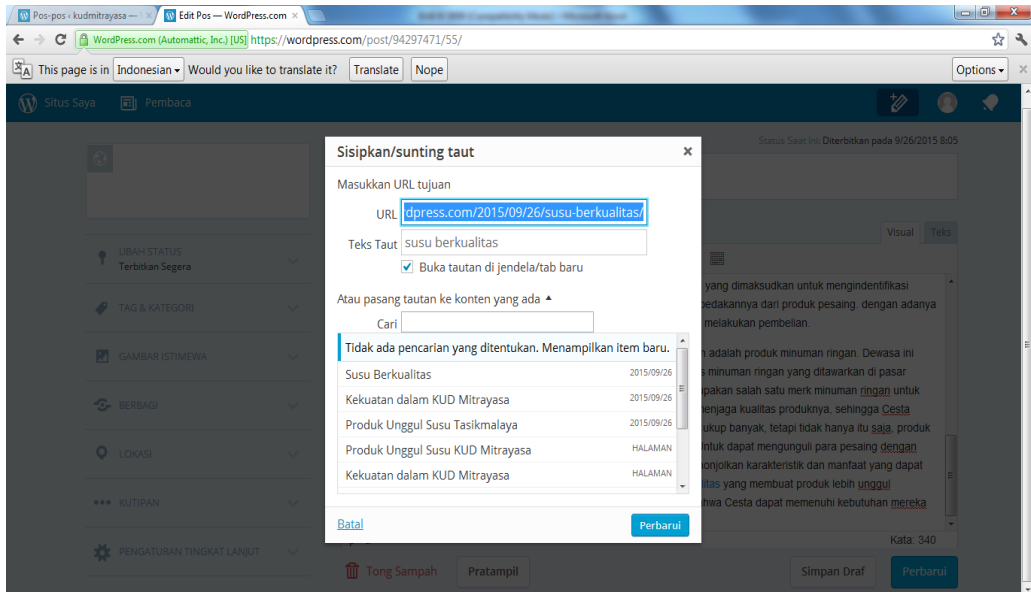 Pos-pos ‹ kudmitrayasa —
Edit Pos — WordPress.com
WordPress.com (Automattic, Inc.) [US] https://wordpress.com/post/94297471/55/
This page is in Indonesian Would you like to translate it? Translate Nope Options
Situs Saya Pembaca
Status Saat Ini: Diterbitkan pada 9/26/2015 8:05
Sisipkan/sunting taut
Masukkan URL tujuan
URL dpress.com/2015/09/26/susu-berkualitas/
Teks Taut susu berkualitas
Buka tautan di jendela/tab baru
Atau pasang tautan ke konten yang ada
Cari
Tidak ada pencarian yang ditentukan. Menampilkan item baru.
Susu Berkualitas 2015/09/26
Kekuatan dalam KUD Mitrayasa 2015/09/26
Produk Unggul Susu Tasikmalaya 2015/09/26
Produk Unggul Susu KUD Mitrayasa HALAMAN
Kekuatan dalam KUD Mitrayasa HALAMAN
Batal Perbarui
UBAH STATUS
Terbitkan Segera
TAG & KATEGORI
GAMBAR ISTIMEWA
BERBAGI
LOKASI
KUTIPAN
PENGATURAN TINGKAT LANJUT
Visual Teks
yang dimaksudkan untuk mengindentifikasi
dari produk pesaing. dengan adanya
melakukan pembelian.
adalah produk minuman ringan. Dewasa ini
minuman ringan yang ditawarkan di pasar
salah satu merk minuman ringan untuk
kualitas produknya, sehingga Cesta
banyak, tetapi tidak hanya itu saja, produk
dapat mengunguli para pesaing dengan
karakteristik dan manfaat yang dapat
yang membuat produk lebih unggul
Cesta dapat memenuhi kebutuhan mereka
Kata: 340
Tong Sampah Pratampil Simpan Draf Perbarui